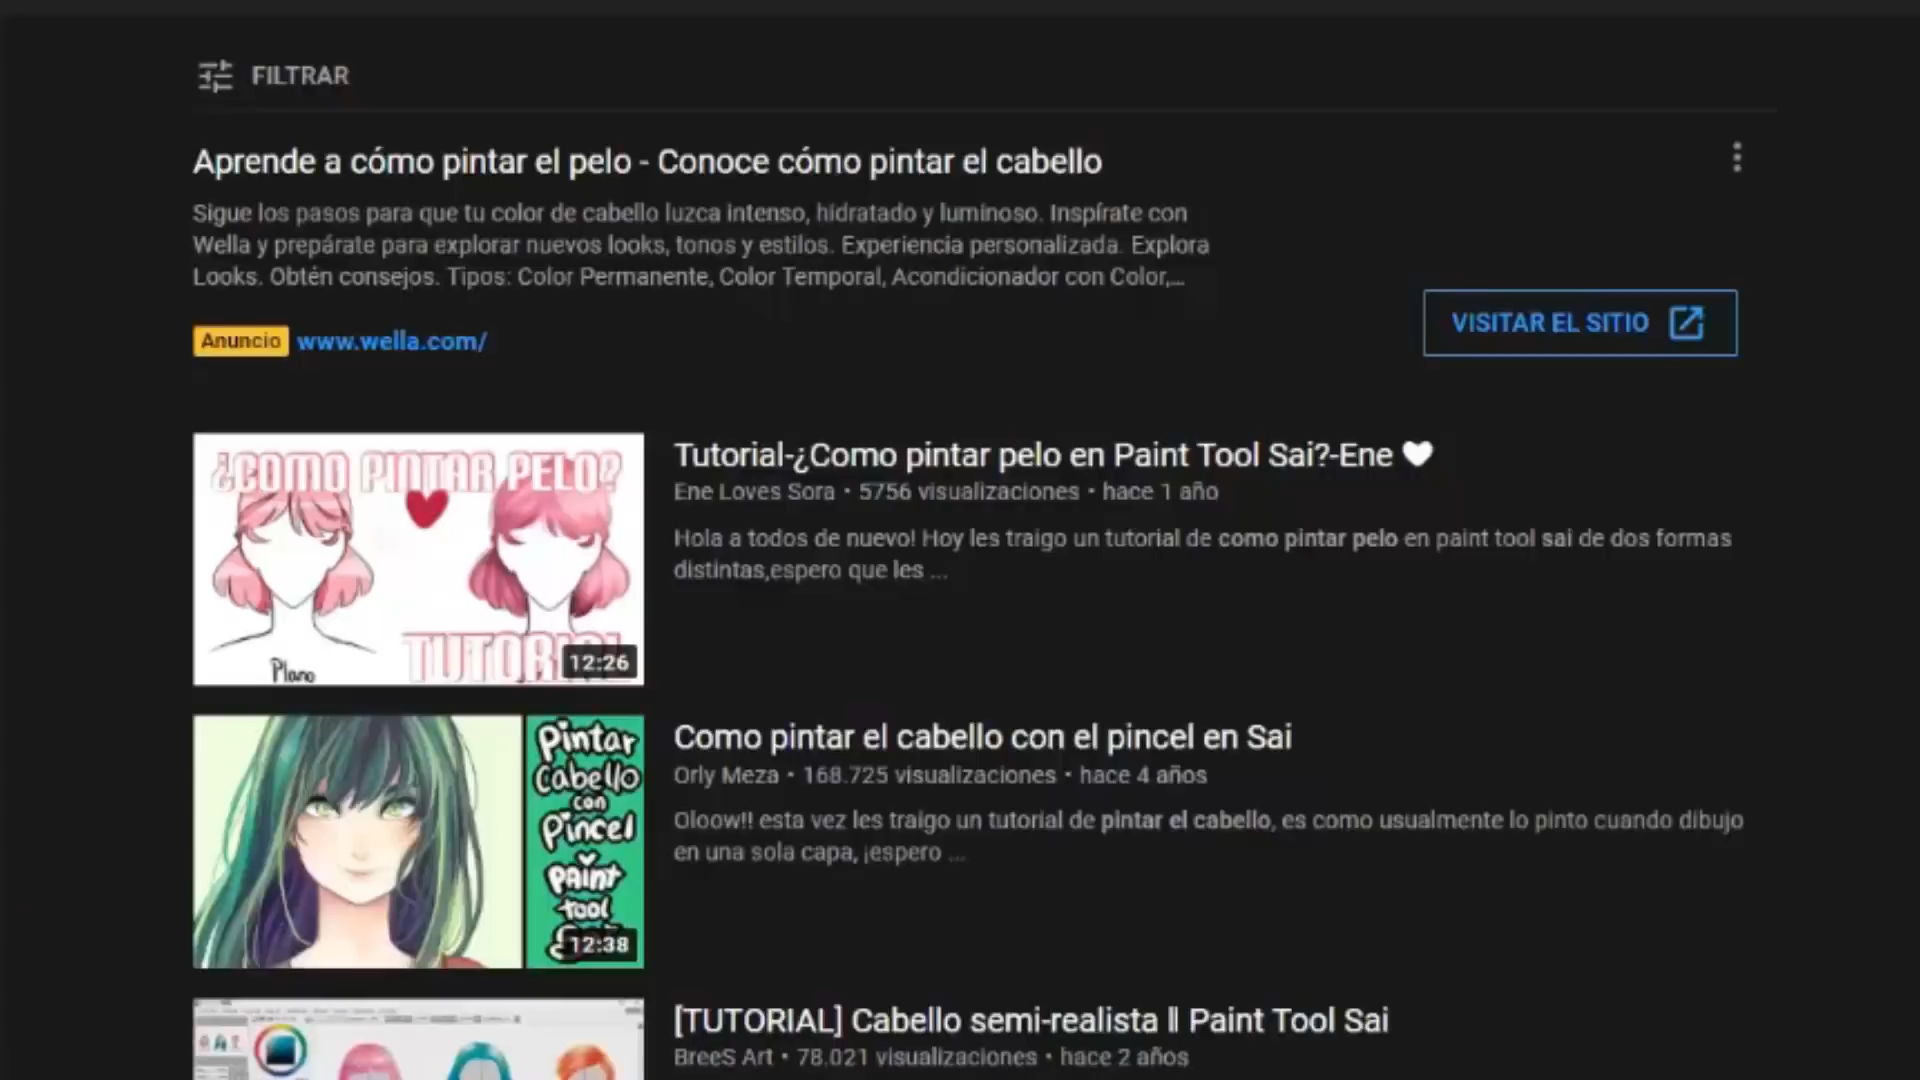 FILTRAR
Aprende a cómo pintar el pelo - Conoce cómo pintar el cabello
Sigue los pasos para que tu color de cabello luzca intenso, hidratado y luminoso. Inspírate con
Wella y prepárate para explorar nuevos looks, tonos y estilos. Experiencia personalizada. Explora
Looks. Obtén consejos. Tipos: Color Permanente, Color Temporal, Acondicionador con Color,...
Anuncio www.wella.com/
VISITAR EL SITIO
¿COMO PINTAR PELO?
Plano
TUTORIAL
12:26
Tutorial-¿Como pintar pelo en Paint Tool Sai?-Ene 🤍
Ene Loves Sora • 5756 visualizaciones • hace 1 año
Hola a todos de nuevo! Hoy les traigo un tutorial de como pintar pelo en paint tool sai de dos formas
distintas,espero que les ...
Pintar
Cabello
con
Pincel
paint
tool
12:38
Como pintar el cabello con el pincel en Sai
Orly Meza • 168.725 visualizaciones • hace 4 años
Oloow!! esta vez les traigo un tutorial de pintar el cabello, es como usualmente lo pinto cuando dibujo
en una sola capa, ¡espero ...
[TUTORIAL] Cabello semi-realista ǁ Paint Tool Sai
BreeS Art • 78.021 visualizaciones • hace 2 años